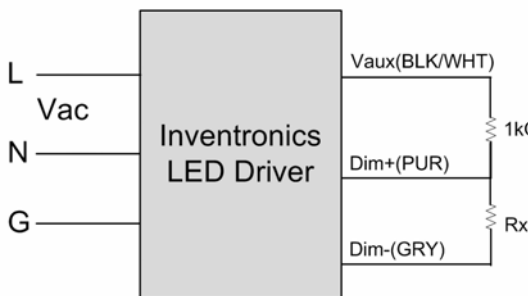 L
Vac
N
G
Inventronics
LED Driver
Vaux(BLK/WHT)
Dim+(PUR)
Rx
Dim-(GRY)